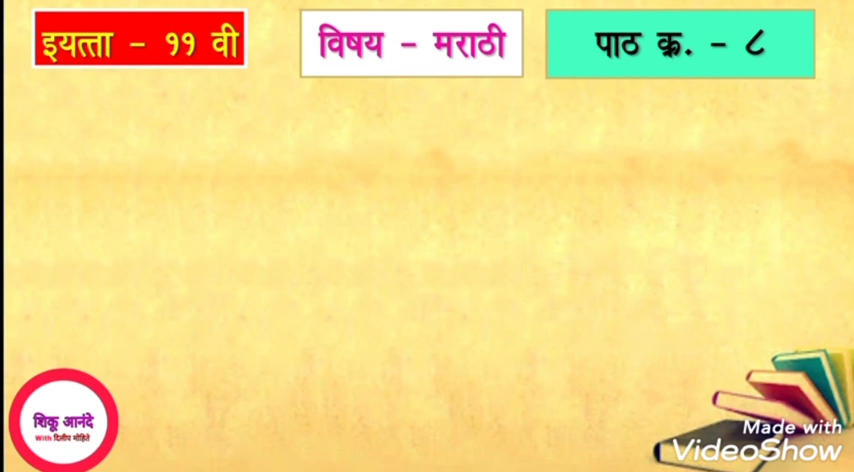 इयत्ता - ११ वी
विषय - मराठी
पाठ क्र. - ८
शिकू आनंदे
With दिलीप मोहिते
Made with
VideoShow